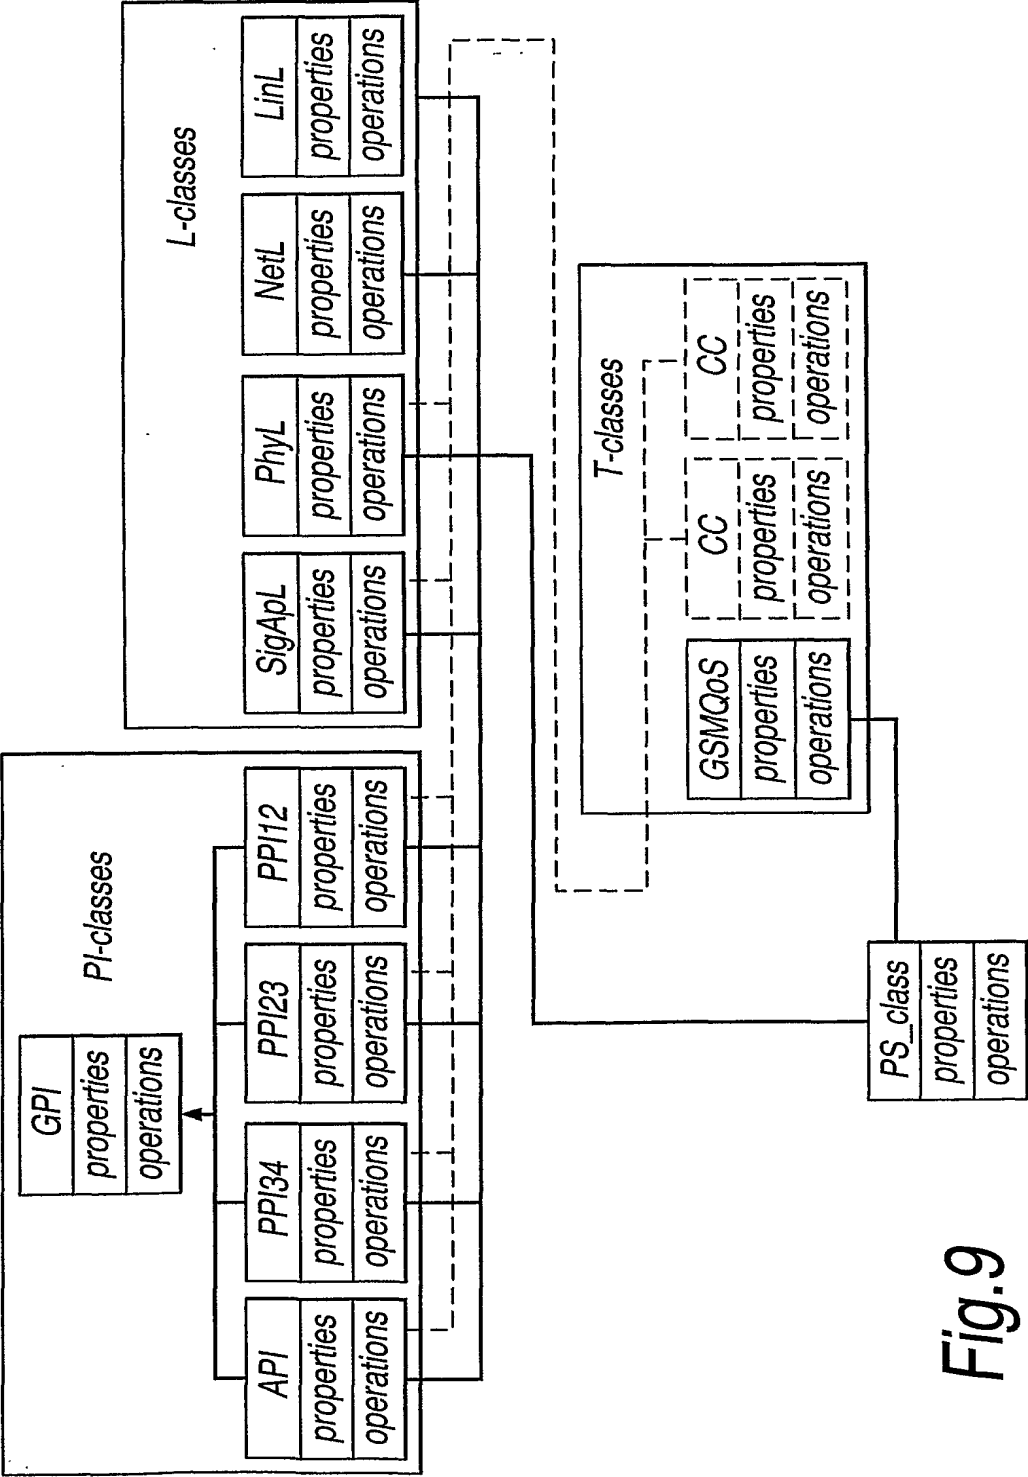 PI-classes
GPI
properties
operations
API
properties
operations
PPI34
properties
operations
PPI23
properties
operations
PPI12
properties
operations
L-classes
SigApL
properties
operations
PhyL
properties
operations
NetL
properties
operations
LinL
properties
operations
T-classes
GSMQoS
properties
operations
CC
properties
operations
CC
properties
operations
PS_class
properties
operations
Fig.9